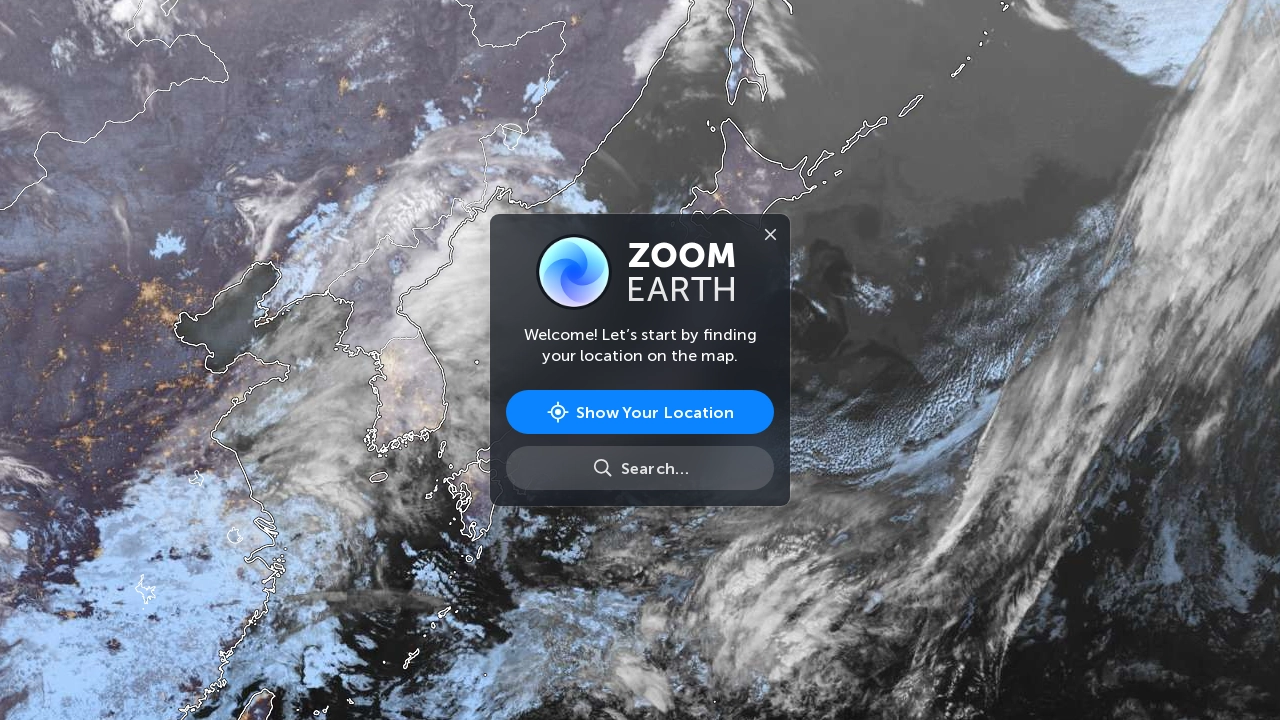 ZOOM
EARTH
Welcome! Let’s start by finding
your location on the map.
Show Your Location
Search…